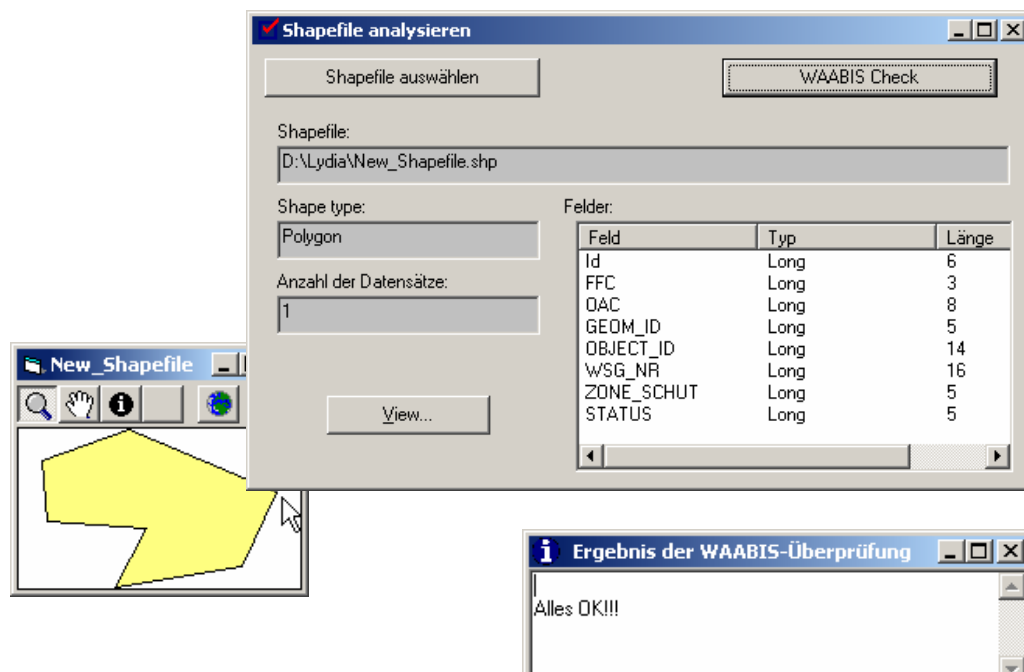 Shapefile analysieren
Shapefile auswählen
WAABIS Check
Shapefile:
D:\Lydia\New_Shapefile.shp
Shape type:
Polygon
Anzahl der Datensätze:
1
View...
Felder:
Feld Typ Länge
Id Long 6
FFC Long 3
OAC Long 8
GEOM_ID Long 5
OBJECT_ID Long 14
WSG_NR Long 16
ZONE_SCHUT Long 5
STATUS Long 5
New_Shapefile
Ergebnis der WAABIS-Überprüfung
Alles OK!!!